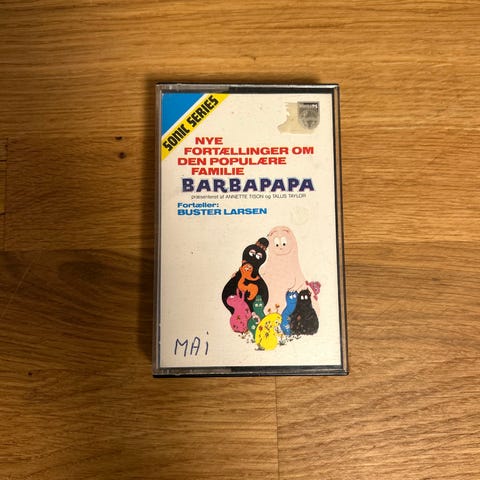 SONIC SERIES
NYE
FORTÆLLINGER OM
DEN POPULÆRE
FAMILIE
BARBAPAPA
præsenteret af ANNETTE TISON og TALUS TAYLOR
Fortæller:
BUSTER LARSEN
MAi